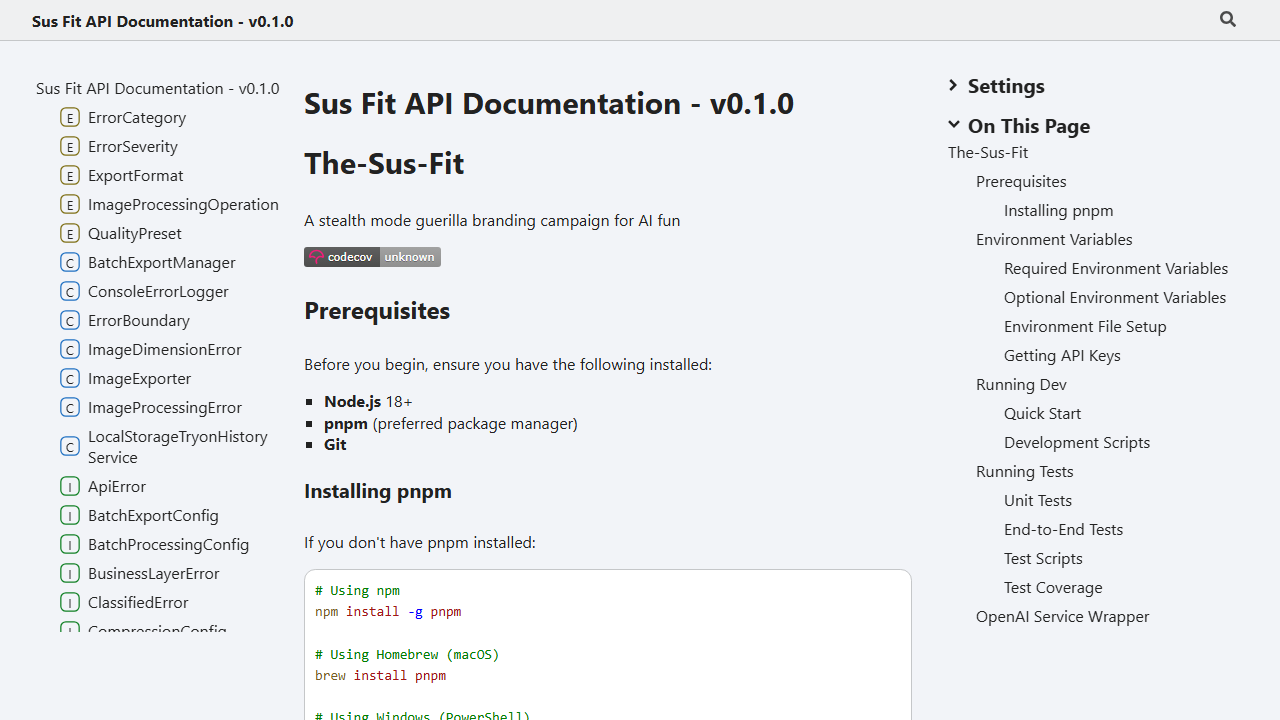 Sus Fit API Documentation - v0.1.0
Sus Fit API Documentation - v0.1.0
E ErrorCategory
E ErrorSeverity
E ExportFormat
E ImageProcessingOperation
E QualityPreset
C BatchExportManager
C ConsoleErrorLogger
C ErrorBoundary
C ImageDimensionError
C ImageExporter
C ImageProcessingError
C LocalStorageTryonHistory
Service
I ApiError
I BatchExportConfig
I BatchProcessingConfig
I BusinessLayerError
I ClassifiedError
I CompressionConfig
Sus Fit API Documentation - v0.1.0
The-Sus-Fit
A stealth mode guerilla branding campaign for AI fun
codecov unknown
Prerequisites
Before you begin, ensure you have the following installed:
Node.js 18+
pnpm (preferred package manager)
Git
Installing pnpm
If you don't have pnpm installed:
# Using npm
npm install -g pnpm
# Using Homebrew (macOS)
brew install pnpm
# Using Windows (PowerShell)
Settings
On This Page
The-Sus-Fit
Prerequisites
Installing pnpm
Environment Variables
Required Environment Variables
Optional Environment Variables
Environment File Setup
Getting API Keys
Running Dev
Quick Start
Development Scripts
Running Tests
Unit Tests
End-to-End Tests
Test Scripts
Test Coverage
OpenAI Service Wrapper